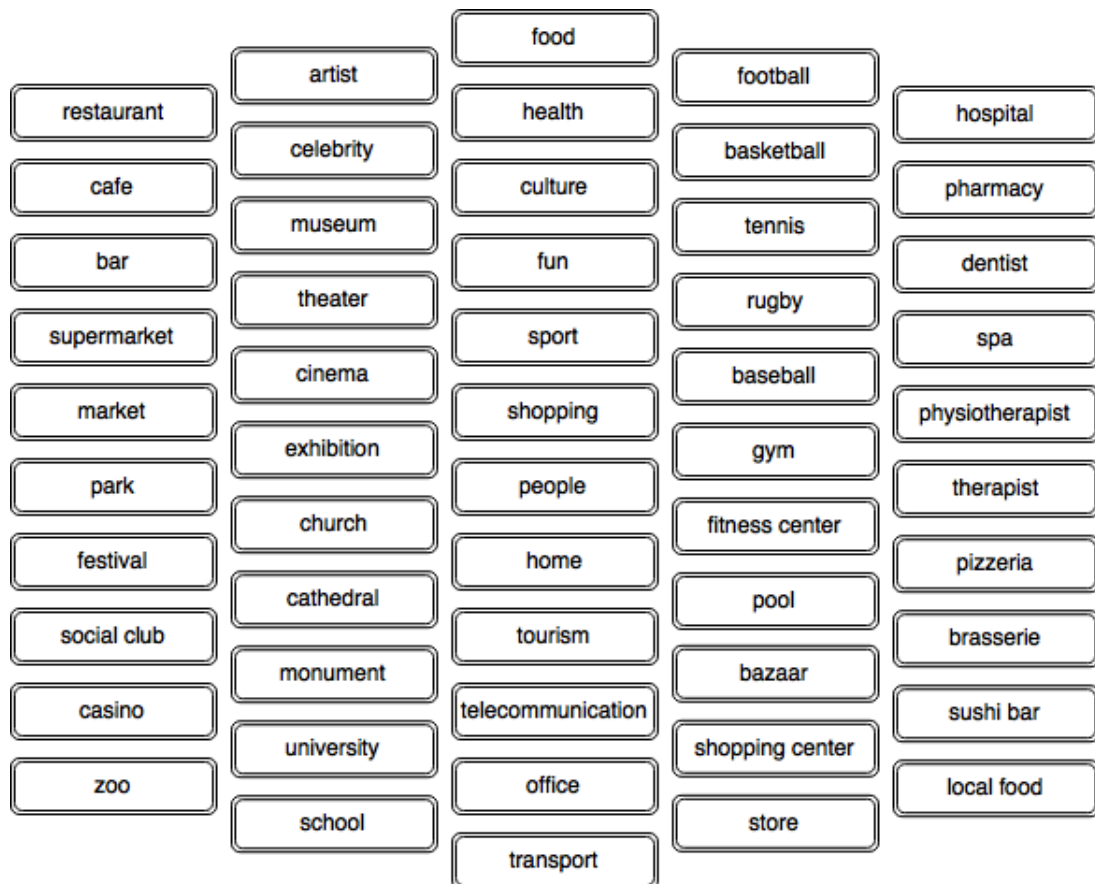 restaurant
cafe
bar
supermarket
market
park
festival
social club
casino
zoo
artist
celebrity
museum
theater
cinema
exhibition
church
cathedral
monument
university
school
food
health
culture
fun
sport
shopping
people
home
tourism
telecommunication
office
transport
football
basketball
tennis
rugby
baseball
gym
fitness center
pool
bazaar
shopping center
store
hospital
pharmacy
dentist
spa
physiotherapist
therapist
pizzeria
brasserie
sushi bar
local food